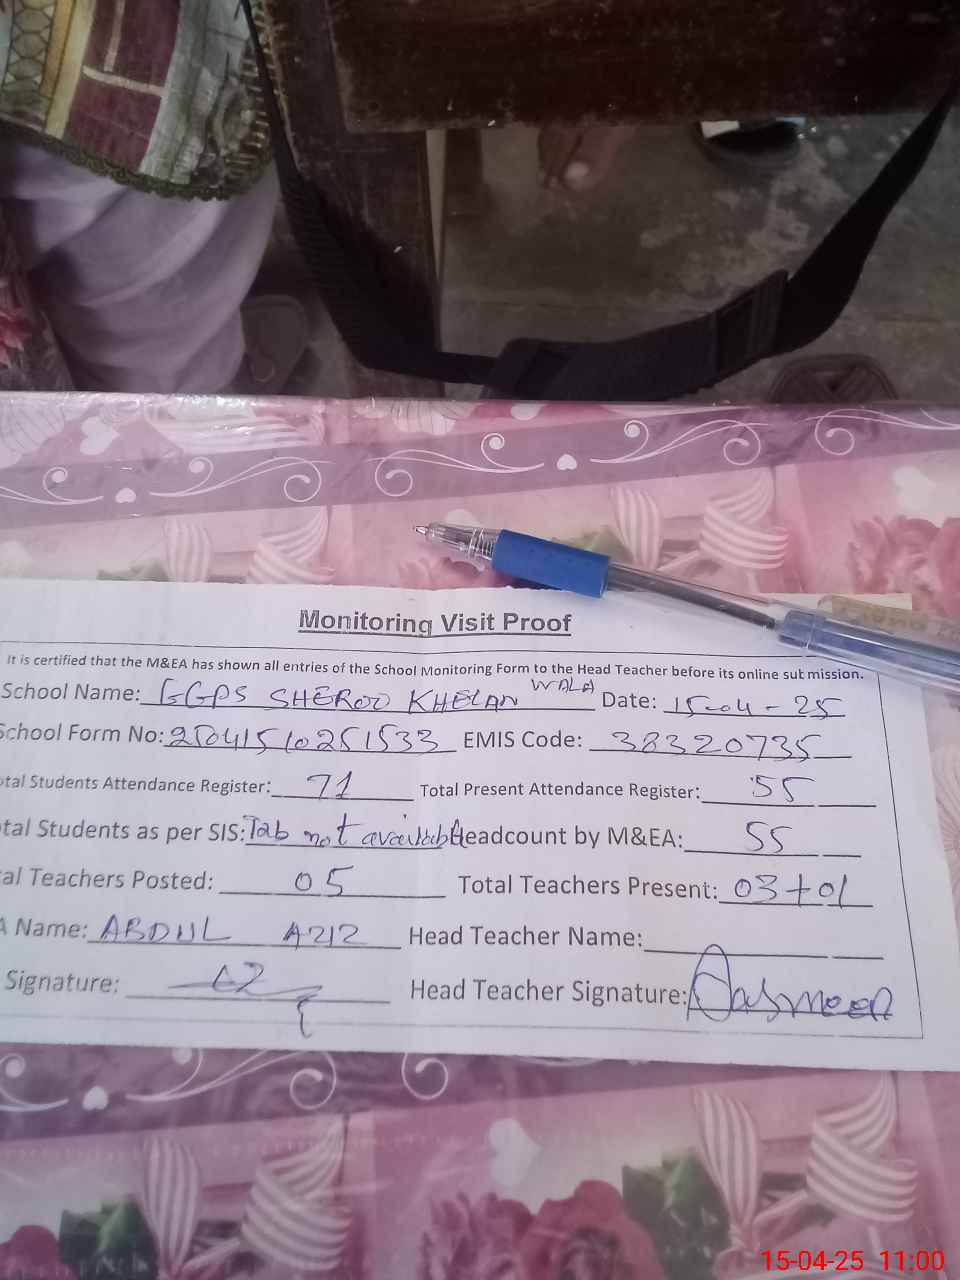 Monitoring Visit Proof
It is certified that the M&EA has shown all entries of the School Monitoring Form to the Head Teacher before its online submission.
School Name: GGPS SHEROO KHELAN WALA Date: 15-04-25
School Form No: 25041510251533 EMIS Code: 38320735
tal Students Attendance Register: 71 Total Present Attendance Register: 55
tal Students as per SIS: Tab not available Headcount by M&EA: 55
al Teachers Posted: 05 Total Teachers Present: 03+01
A Name: ABDUL AZIZ Head Teacher Name:
Signature: AZ Head Teacher Signature:
15-04-25 11:00